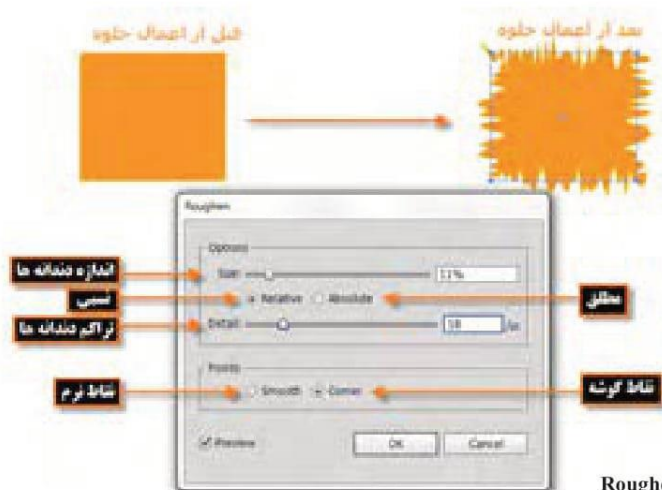 قبل از اعمال جلوه
بعد از اعمال جلوه
Roughen
Options
اندازه دندانه ها
Size:
11%
نسبی
Relative
Absolute
مطلق
تراکم دندانه ها
Detail:
18
/in
Points
نقاط نرم
Smooth
Corner
نقاط گوشه
Preview
OK
Cancel